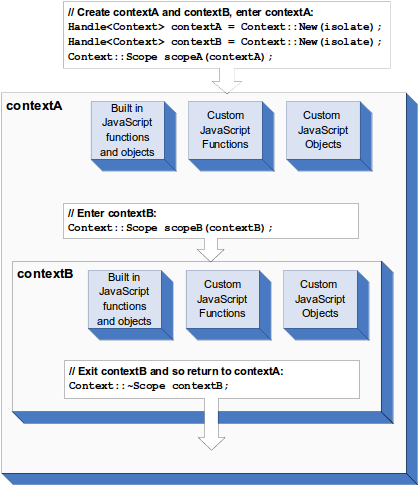 // Create contextA and contextB, enter contextA:
Handle<Context> contextA = Context::New(isolate);
Handle<Context> contextB = Context::New(isolate);
Context::Scope scopeA(contextA);
contextA
Built in
JavaScript
functions
and objects
Custom
JavaScript
Functions
Custom
JavaScript
Objects
// Enter contextB:
Context::Scope scopeB(contextB);
contextB
Built in
JavaScript
functions
and objects
Custom
JavaScript
Functions
Custom
JavaScript
Objects
// Exit contextB and so return to contextA:
Context::~Scope contextB;